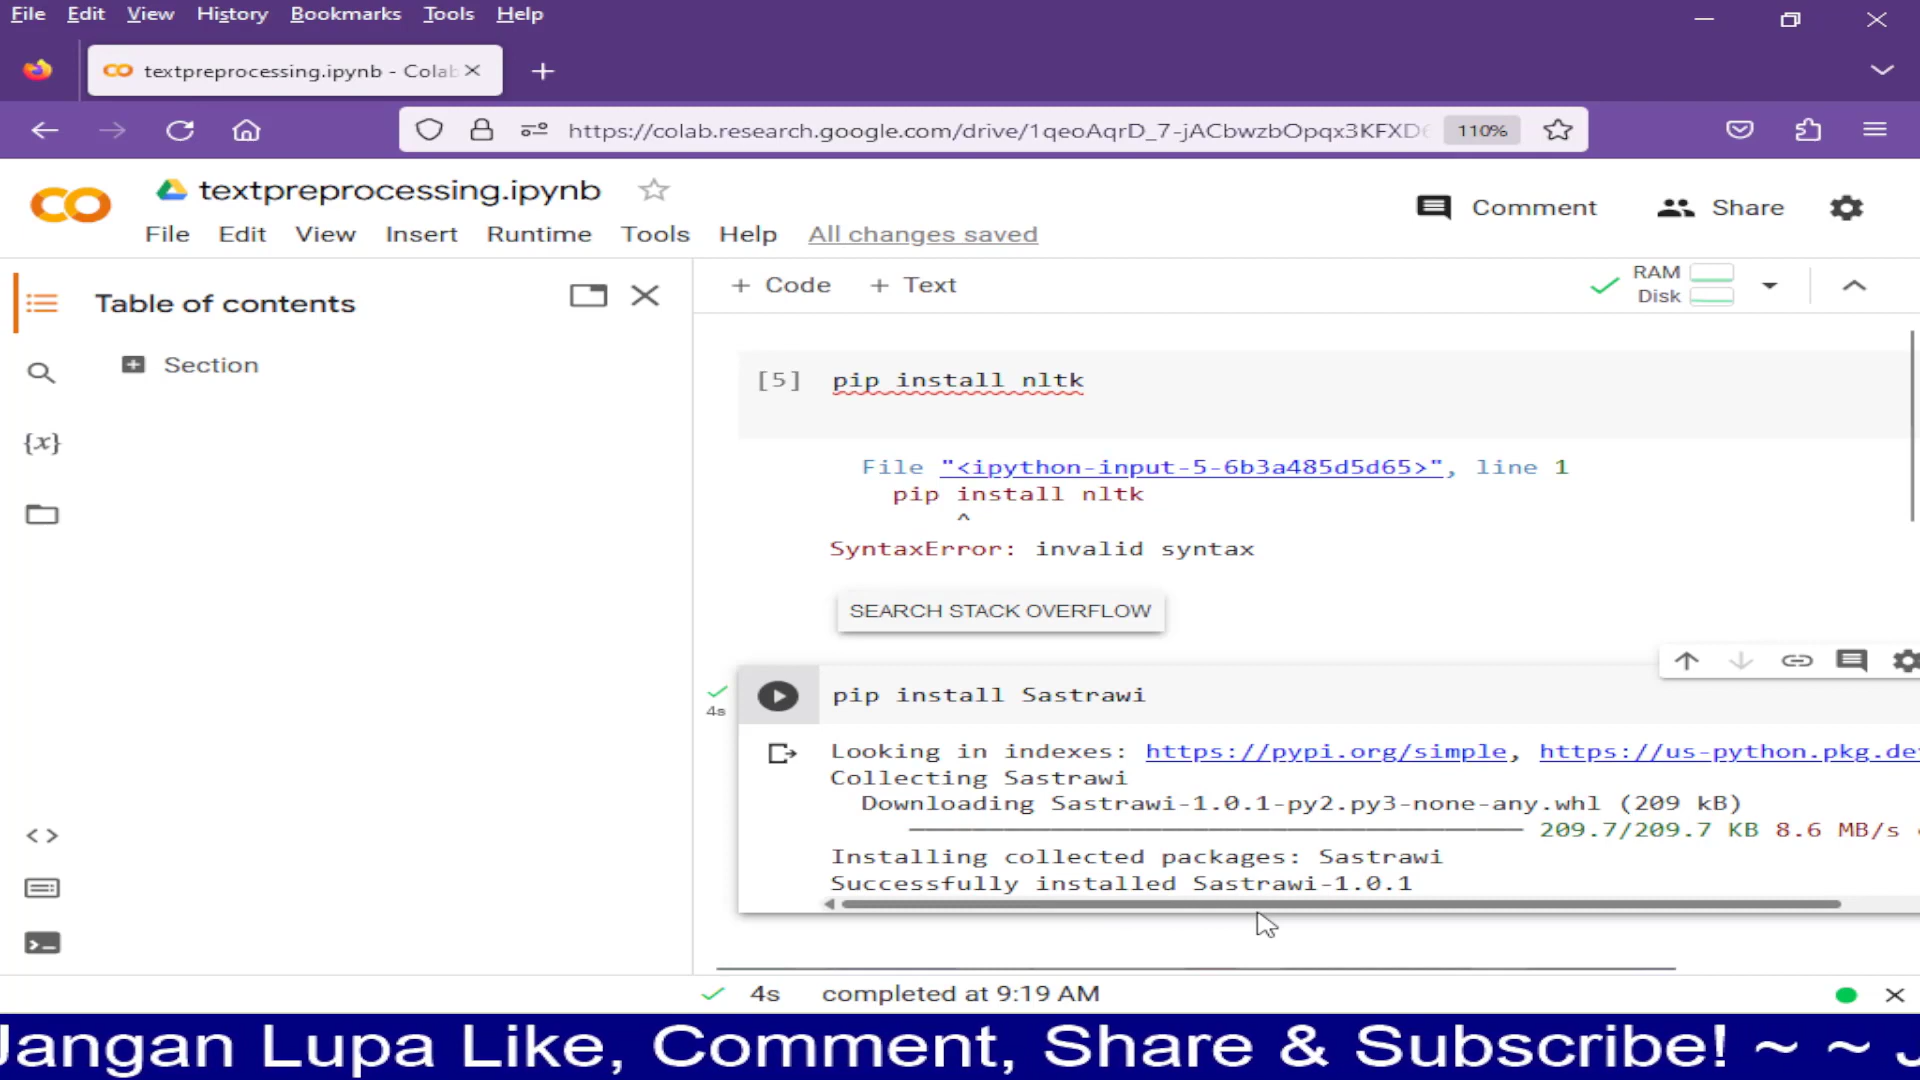 File Edit View History Bookmarks Tools Help
textpreprocessing.ipynb - Colab
https://colab.research.google.com/drive/1qeoAqrD_7-jACbwzbOpqx3KFXD 110%
textpreprocessing.ipynb
Comment Share
File Edit View Insert Runtime Tools Help All changes saved
Table of contents
+ Code + Text
RAM
Disk
Section
[5] pip install nltk
File "<ipython-input-5-6b3a485d5d65>", line 1
pip install nltk
^
SyntaxError: invalid syntax
SEARCH STACK OVERFLOW
pip install Sastrawi
4s
Looking in indexes: https://pypi.org/simple, https://us-python.pkg.de
Collecting Sastrawi
Downloading Sastrawi-1.0.1-py2.py3-none-any.whl (209 kB)
209.7/209.7 KB 8.6 MB/s
Installing collected packages: Sastrawi
Successfully installed Sastrawi-1.0.1
4s completed at 9:19 AM
Jangan Lupa Like, Comment, Share & Subscribe! ~ ~ J